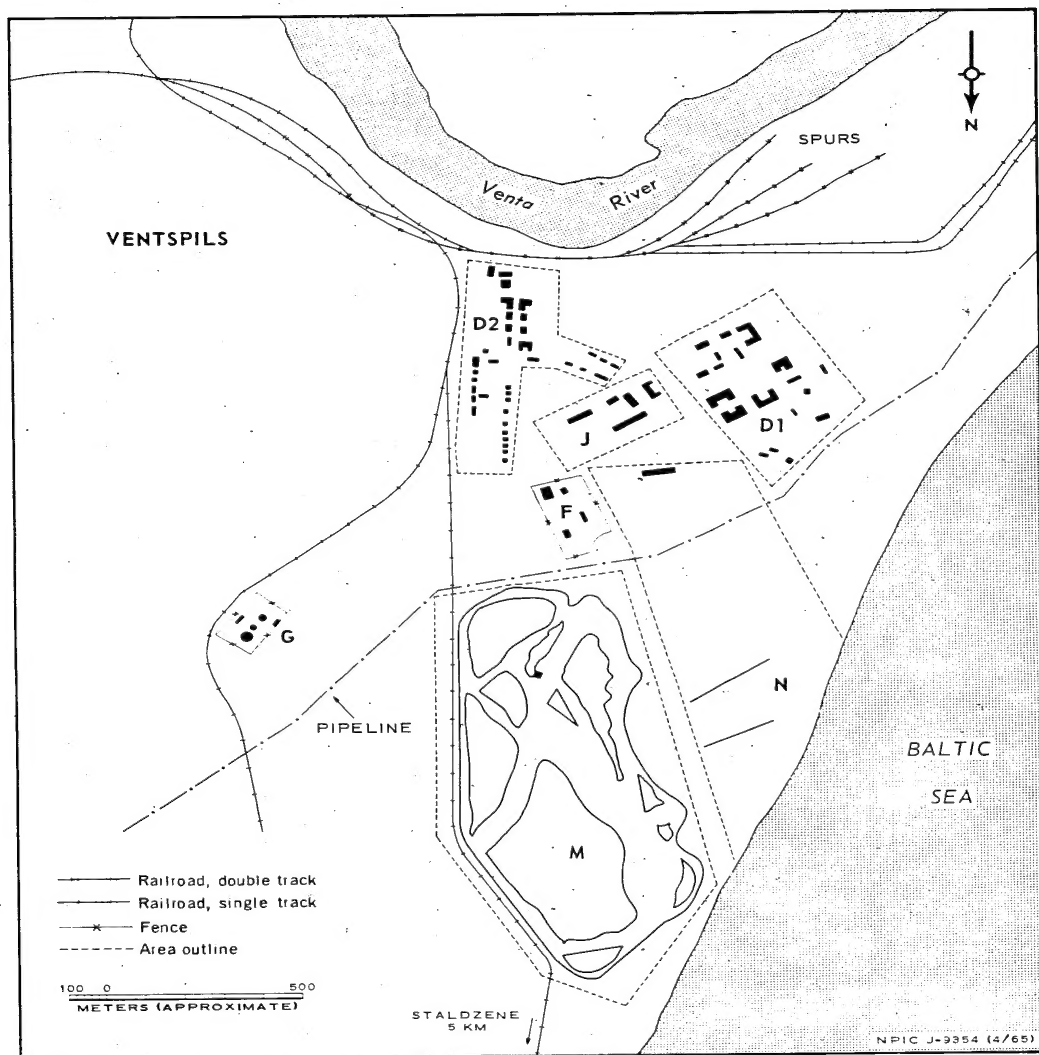 N
SPURS
Venta River
VENTSPILS
D2
D1
J
F
G
PIPELINE
N
BALTIC
SEA
M
Railroad, double track
Railroad, single track
Fence
Area outline
100 0 500
METERS (APPROXIMATE)
STALDZENE
5 KM
NPIC J-9354 (4/65)